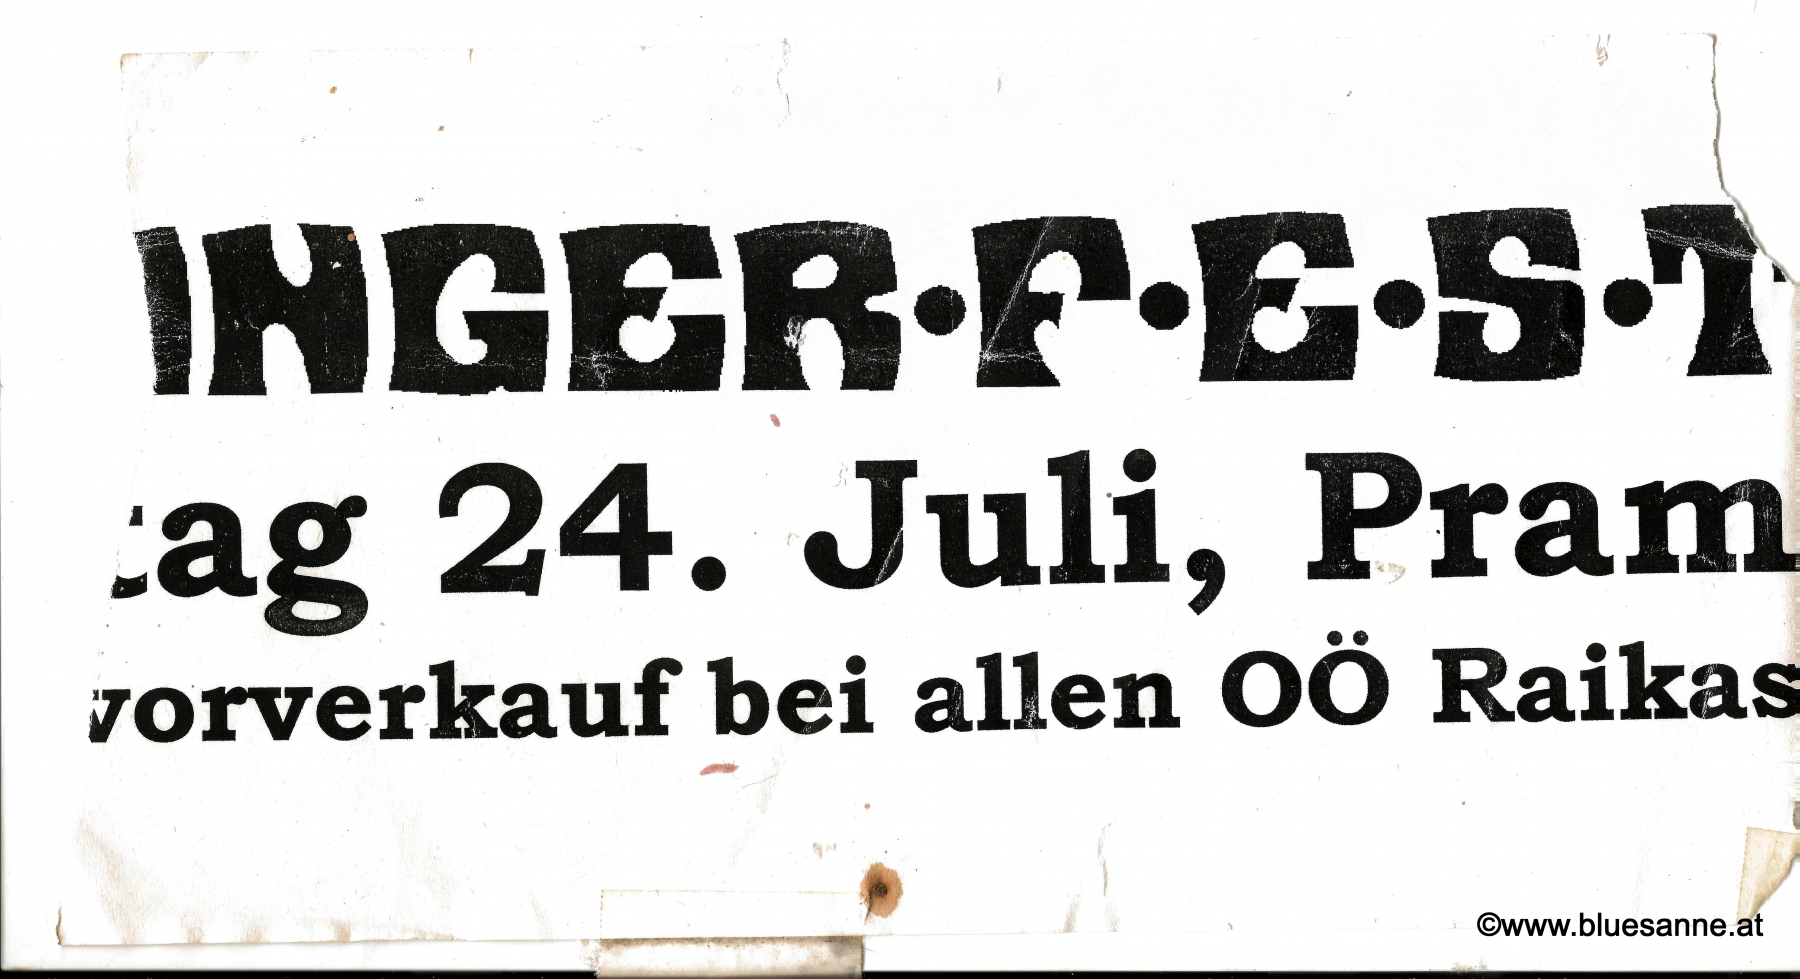 INGER·F·E·S·T
tag 24. Juli, Pram
vorverkauf bei allen OÖ Raikas
©www.bluesanne.at